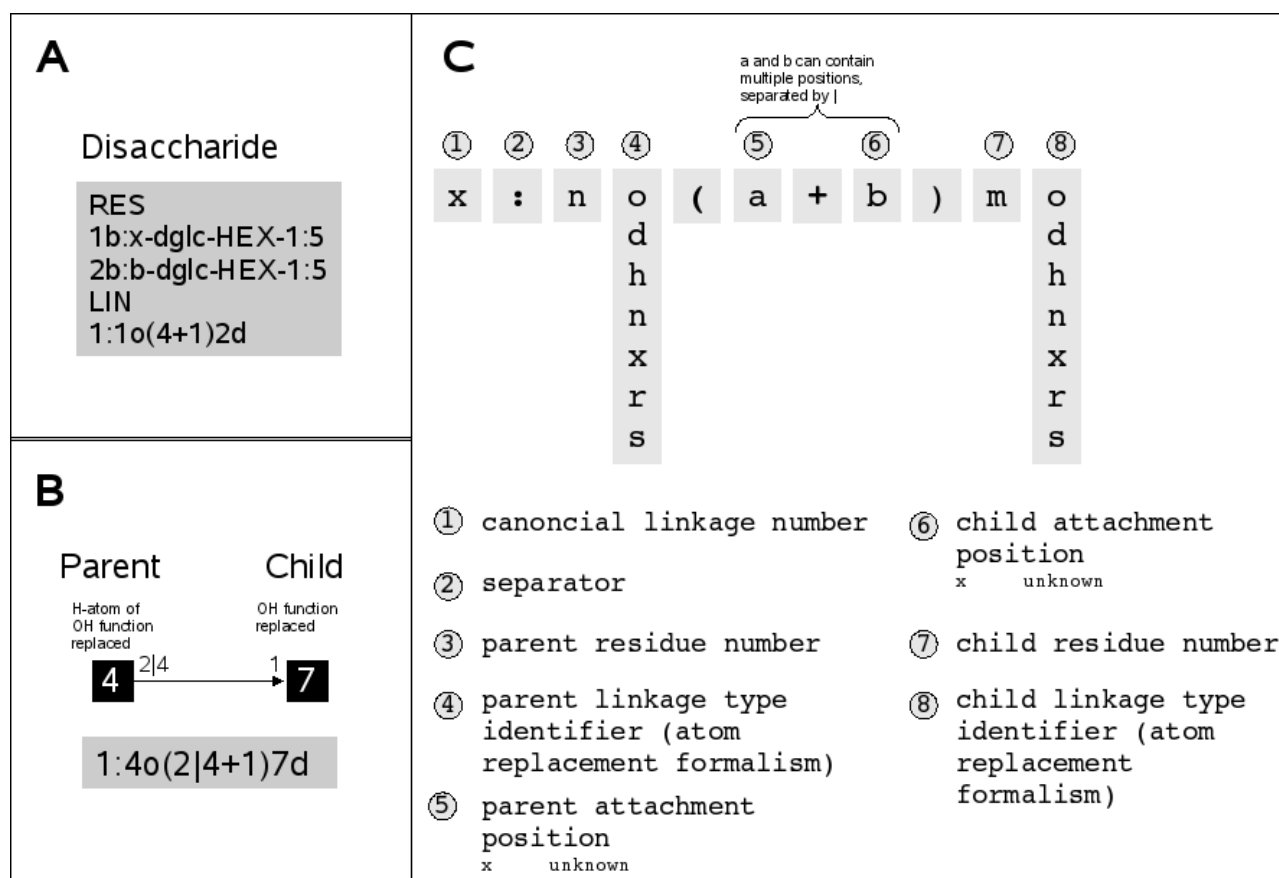 A
Disaccharide
RES
1b:x-dglc-HEX-1:5
2b:b-dglc-HEX-1:5
LIN
1:1o(4+1)2d
B
Parent Child
H-atom of
OH function
replaced
OH function
replaced
4 2|4 1 7
1:4o(2|4+1)7d
C
a and b can contain
multiple positions,
separated by |
1 2 3 4 5 6 7 8
x : n o ( a + b ) m o
d d
h h
n n
x x
r r
s s
1 canoncial linkage number
2 separator
3 parent residue number
4 parent linkage type
identifier (atom
replacement formalism)
5 parent attachment
position
x unknown
6 child attachment
position
x unknown
7 child residue number
8 child linkage type
identifier (atom
replacement
formalism)